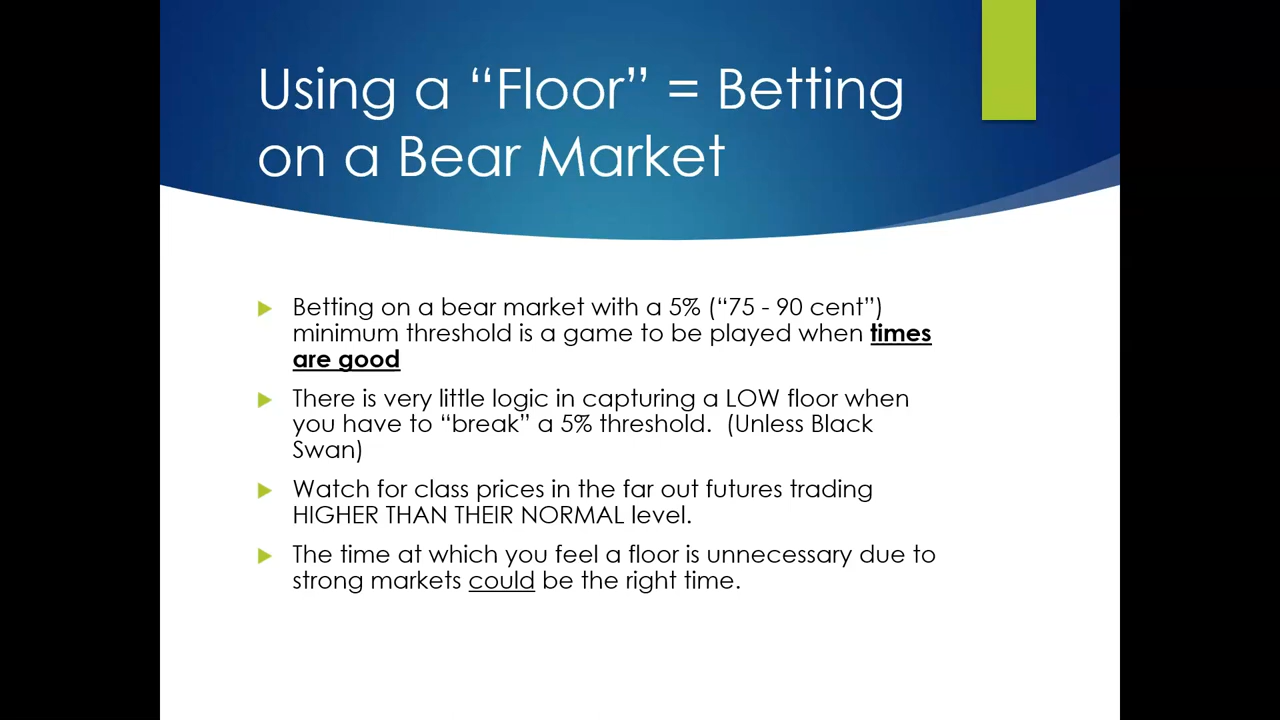 Using a “Floor” = Betting
on a Bear Market
Betting on a bear market with a 5% (“75 - 90 cent”)
minimum threshold is a game to be played when times
are good
There is very little logic in capturing a LOW floor when
you have to “break” a 5% threshold.  (Unless Black
Swan)
Watch for class prices in the far out futures trading
HIGHER THAN THEIR NORMAL level.
The time at which you feel a floor is unnecessary due to
strong markets could be the right time.